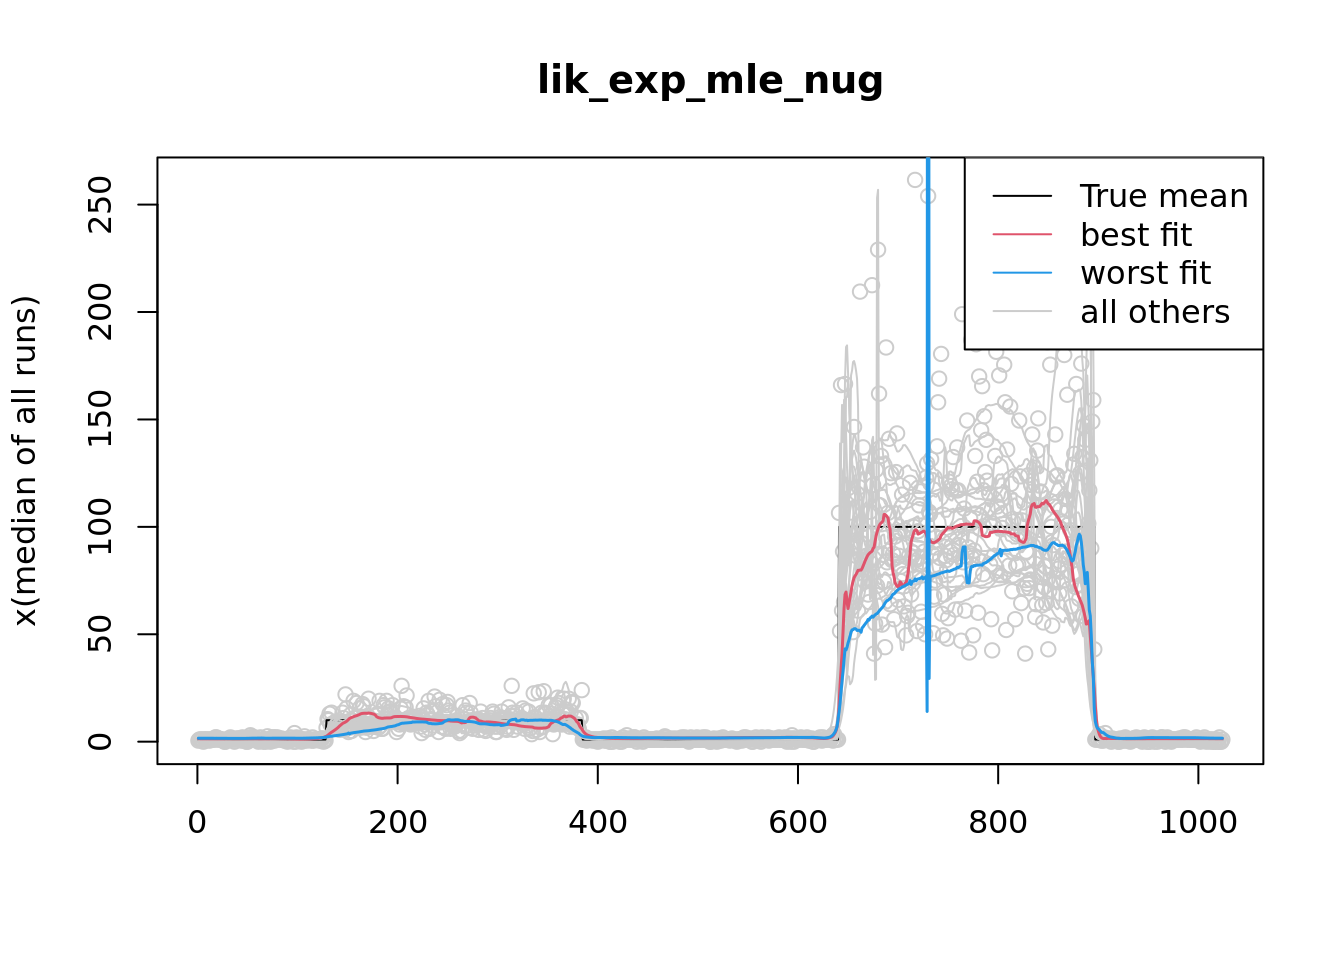 lik_exp_mle_nug
x(median of all runs)
250
200
150
100
50
0
True mean
best fit
worst fit
all others
0 200 400 600 800 1000